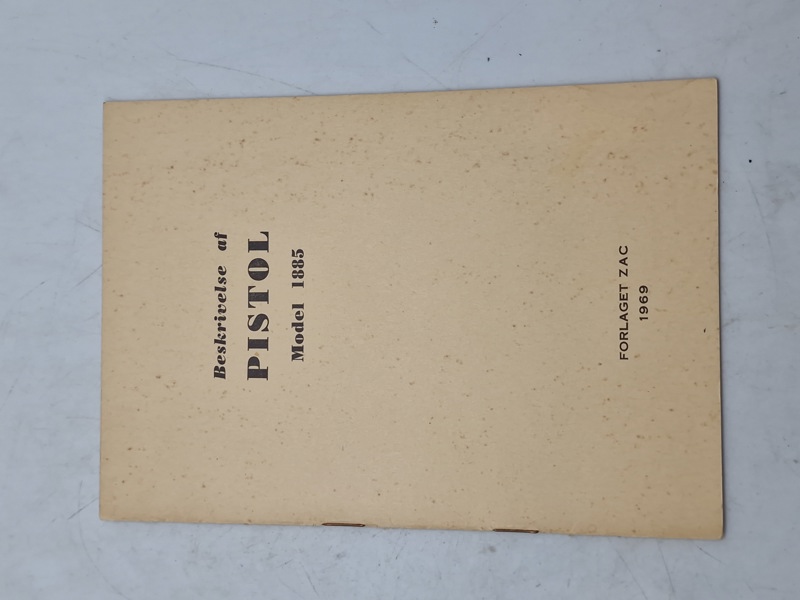 Beskrivelse af
PISTOL
Model 1885
FORLAGET ZAC
1969